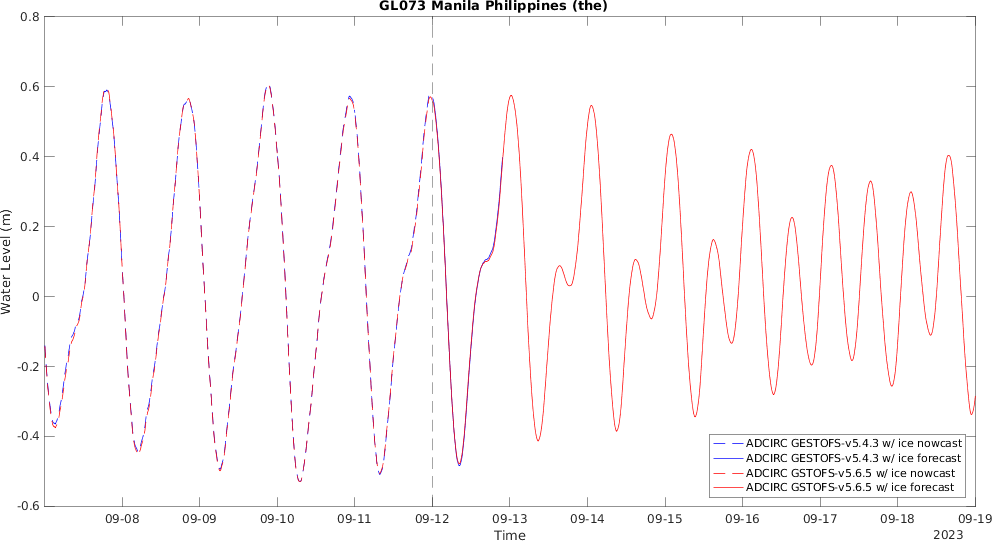 GL073 Manila Philippines (the)
0.8
0.6
0.4
0.2
0
-0.2
-0.4
-0.6
Water Level (m)
ADCIRC GESTOFS-v5.4.3 w/ ice nowcast
ADCIRC GESTOFS-v5.4.3 w/ ice forecast
ADCIRC GSTOFS-v5.6.5 w/ ice nowcast
ADCIRC GSTOFS-v5.6.5 w/ ice forecast
09-08 09-09 09-10 09-11 09-12 09-13 09-14 09-15 09-16 09-17 09-18 09-19
Time
2023